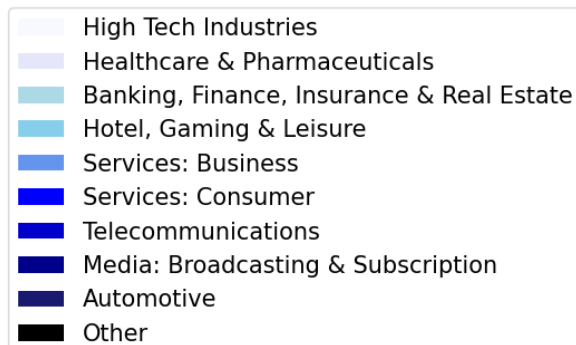 High Tech Industries
Healthcare & Pharmaceuticals
Banking, Finance, Insurance & Real Estate
Hotel, Gaming & Leisure
Services: Business
Services: Consumer
Telecommunications
Media: Broadcasting & Subscription
Automotive
Other